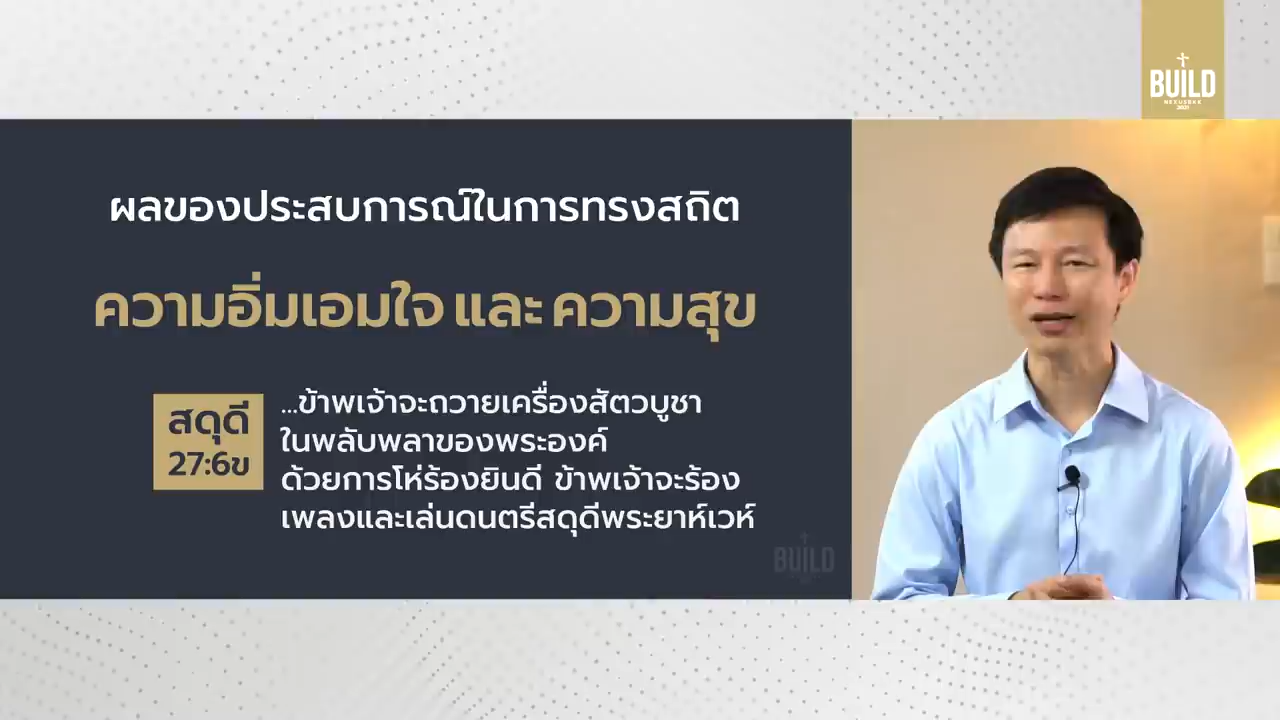 BUILD
NEXUSBKK
2021
ผลของประสบการณ์ในการทรงสถิต
ความอิ่มเอมใจ และ ความสุข
สดุดี
27:6ข
...ข้าพเจ้าจะถวายเครื่องสัตวบูชา
ในพลับพลาของพระองค์
ด้วยการโห่ร้องยินดี ข้าพเจ้าจะร้อง
เพลงและเล่นดนตรีสดุดีพระยาห์เวห์
BUILD